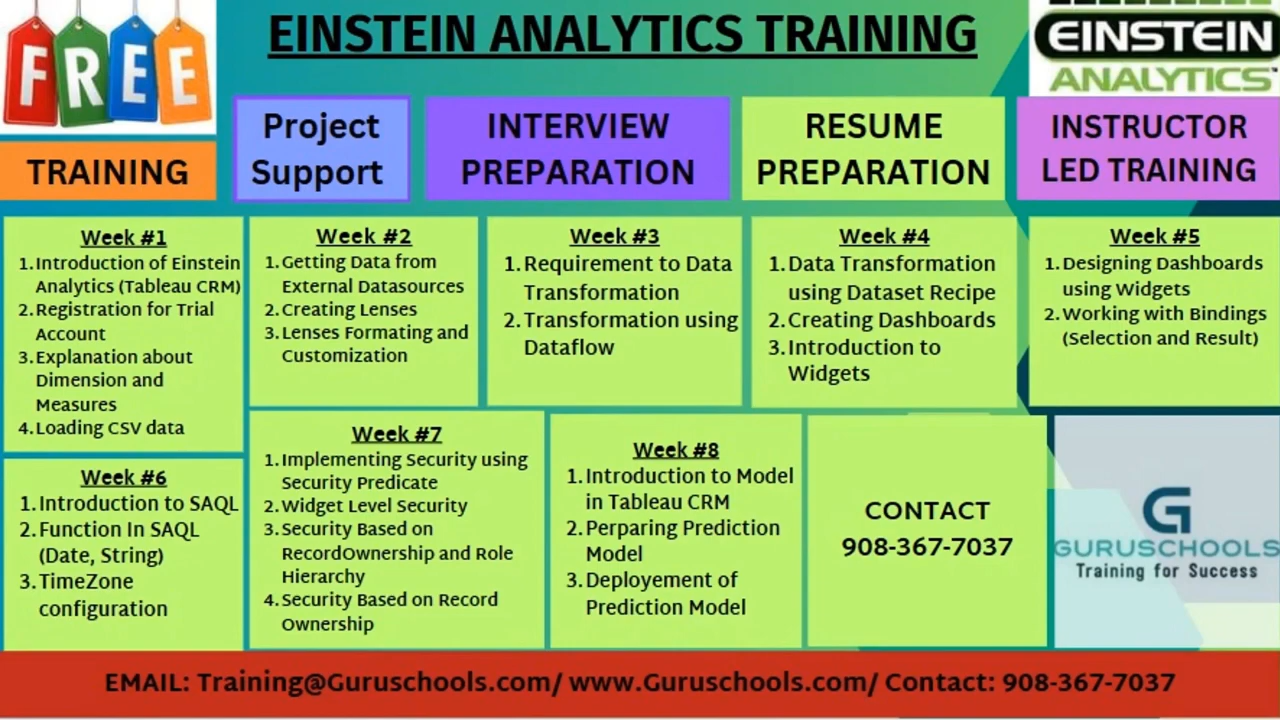 FREE
TRAINING
EINSTEIN ANALYTICS TRAINING
EINSTEIN
ANALYTICS
Project
Support
INTERVIEW
PREPARATION
RESUME
PREPARATION
INSTRUCTOR
LED TRAINING
Week #1
1. Introduction of Einstein
Analytics (Tableau CRM)
2. Registration for Trial
Account
3. Explanation about
Dimension and
Measures
4. Loading CSV data
Week #2
1. Getting Data from
External Datasources
2. Creating Lenses
3. Lenses Formating and
Customization
Week #3
1. Requirement to Data
Transformation
2. Transformation using
Dataflow
Week #4
1. Data Transformation
using Dataset Recipe
2. Creating Dashboards
3. Introduction to
Widgets
Week #5
1. Designing Dashboards
using Widgets
2. Working with Bindings
(Selection and Result)
Week #6
1. Introduction to SAQL
2. Function In SAQL
(Date, String)
3. TimeZone
configuration
Week #7
1. Implementing Security using
Security Predicate
2. Widget Level Security
3. Security Based on
RecordOwnership and Role
Hierarchy
4. Security Based on Record
Ownership
Week #8
1. Introduction to Model
in Tableau CRM
2. Perparing Prediction
Model
3. Deployement of
Prediction Model
CONTACT
908-367-7037
GURUSCHOOLS
Training for Success
EMAIL: Training@Guruschools.com/ www.Guruschools.com/ Contact: 908-367-7037